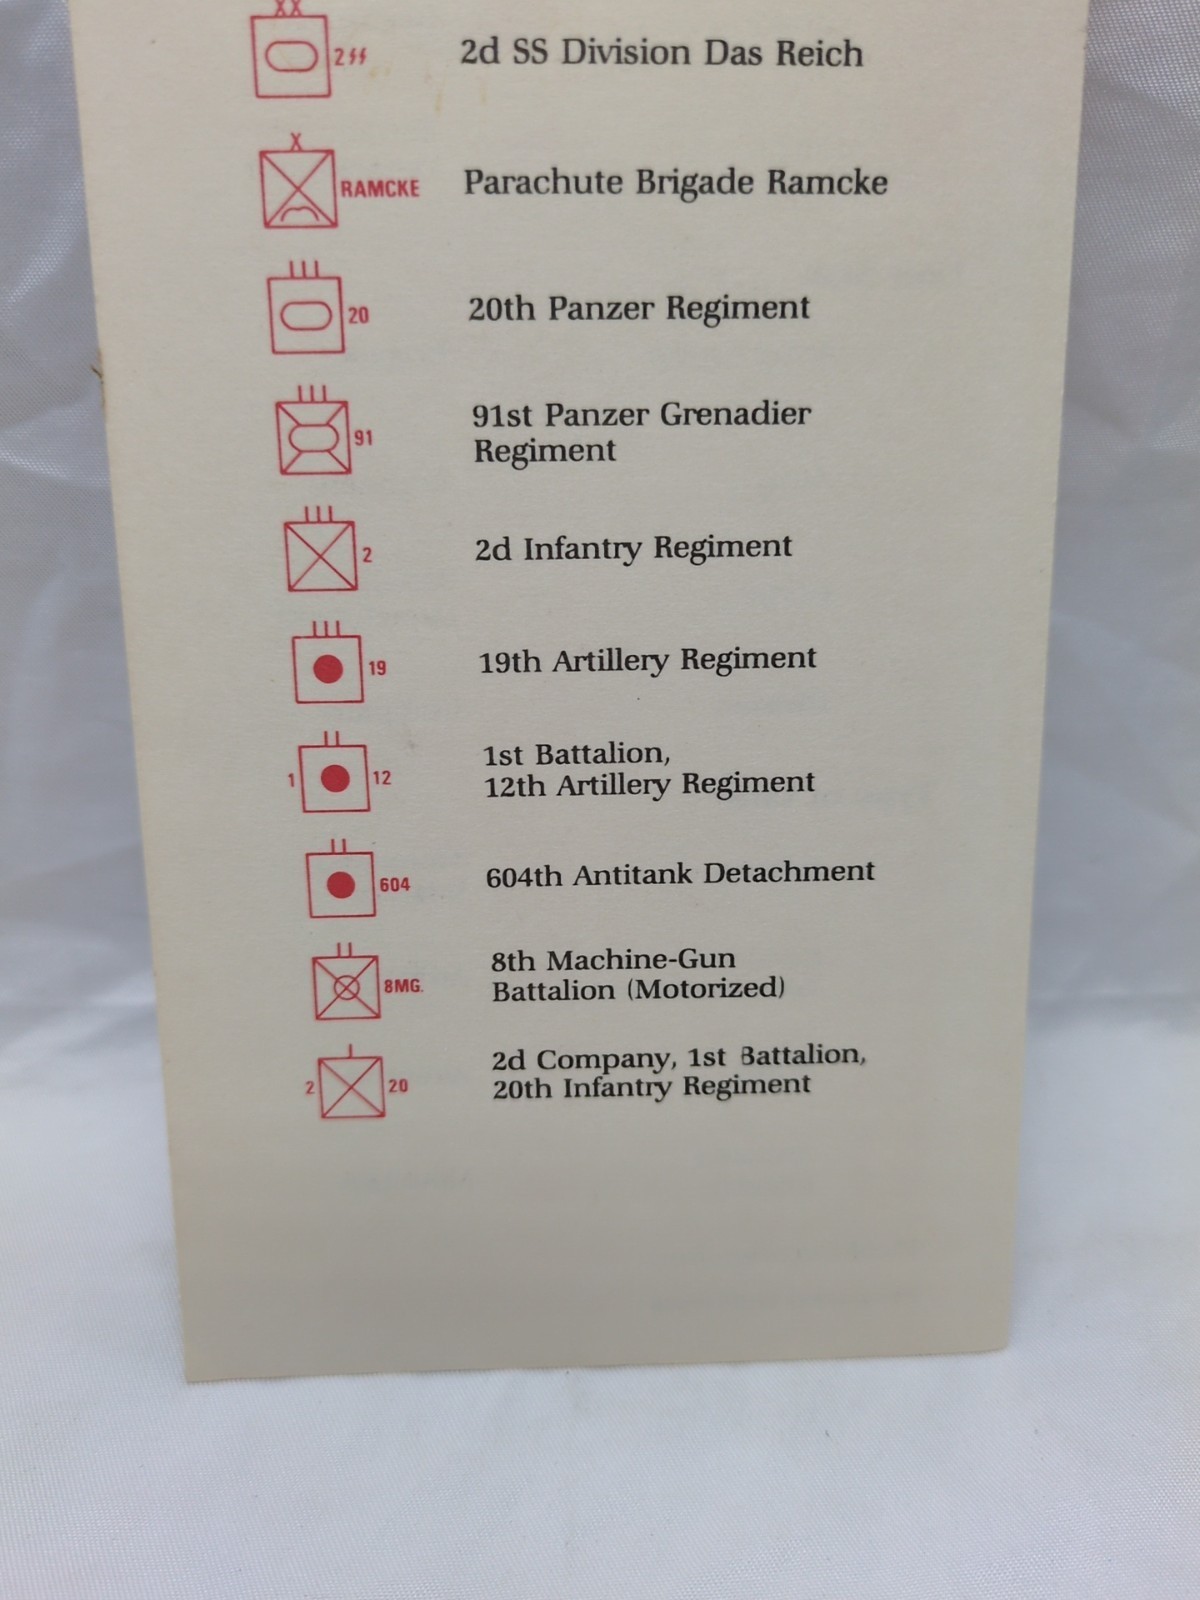 XX
2ᛋᛋ 2d SS Division Das Reich
X
RAMCKE Parachute Brigade Ramcke
III
20 20th Panzer Regiment
III
91 91st Panzer Grenadier
Regiment
III
2 2d Infantry Regiment
III
19 19th Artillery Regiment
II
1 12 1st Battalion,
12th Artillery Regiment
II
604 604th Antitank Detachment
II
8MG. 8th Machine-Gun
Battalion (Motorized)
I
2 20 2d Company, 1st Battalion,
20th Infantry Regiment